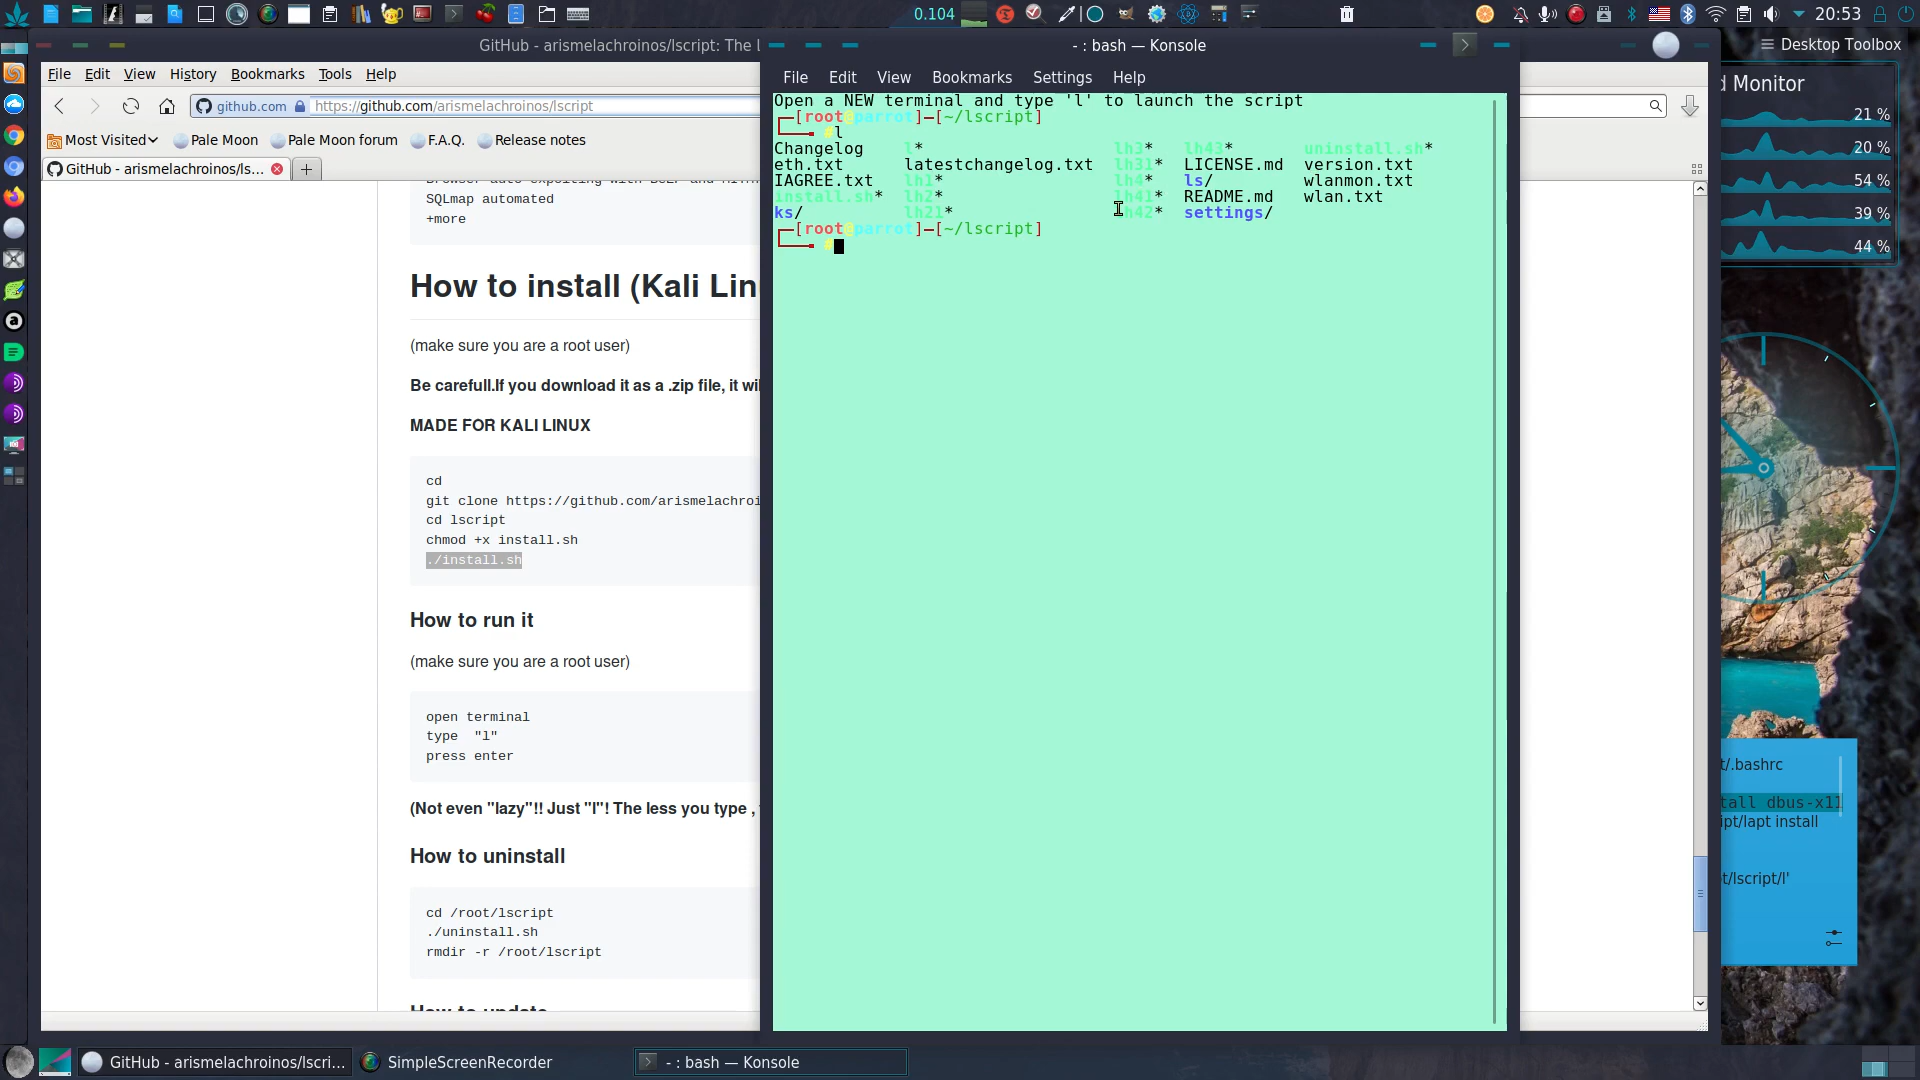 0.104
20:53
GitHub - arismelachroinos/lscript: The L
- : bash — Konsole
Desktop Toolbox
File Edit View History Bookmarks Tools Help
File Edit View Bookmarks Settings Help
d Monitor
github.com https://github.com/arismelachroinos/lscript
21 %
20 %
54 %
39 %
44 %
Most Visited Pale Moon Pale Moon forum F.A.Q. Release notes
GitHub - arismelachroinos/ls...
SQLmap automated
+more
How to install (Kali Lin
(make sure you are a root user)
Be carefull.If you download it as a .zip file, it wil
MADE FOR KALI LINUX
cd
git clone https://github.com/arismelachroi
cd lscript
chmod +x install.sh
./install.sh
How to run it
(make sure you are a root user)
open terminal
type "l"
press enter
(Not even "lazy"!! Just "l"! The less you type ,
How to uninstall
cd /root/lscript
./uninstall.sh
rmdir -r /root/lscript
How to update
Open a NEW terminal and type 'l' to launch the script
[root@parrot]─[~/lscript]
#l
Changelog l* lh3* lh43* uninstall.sh*
eth.txt latestchangelog.txt lh31* LICENSE.md version.txt
IAGREE.txt lh1* lh4* ls/ wlanmon.txt
install.sh* lh2* lh41* README.md wlan.txt
ks/ lh21* lh42* settings/
[root@parrot]─[~/lscript]
#
t/.bashrc
tall dbus-x11
ipt/lapt install
t/lscript/l'
GitHub - arismelachroinos/lscri...
SimpleScreenRecorder
- : bash — Konsole